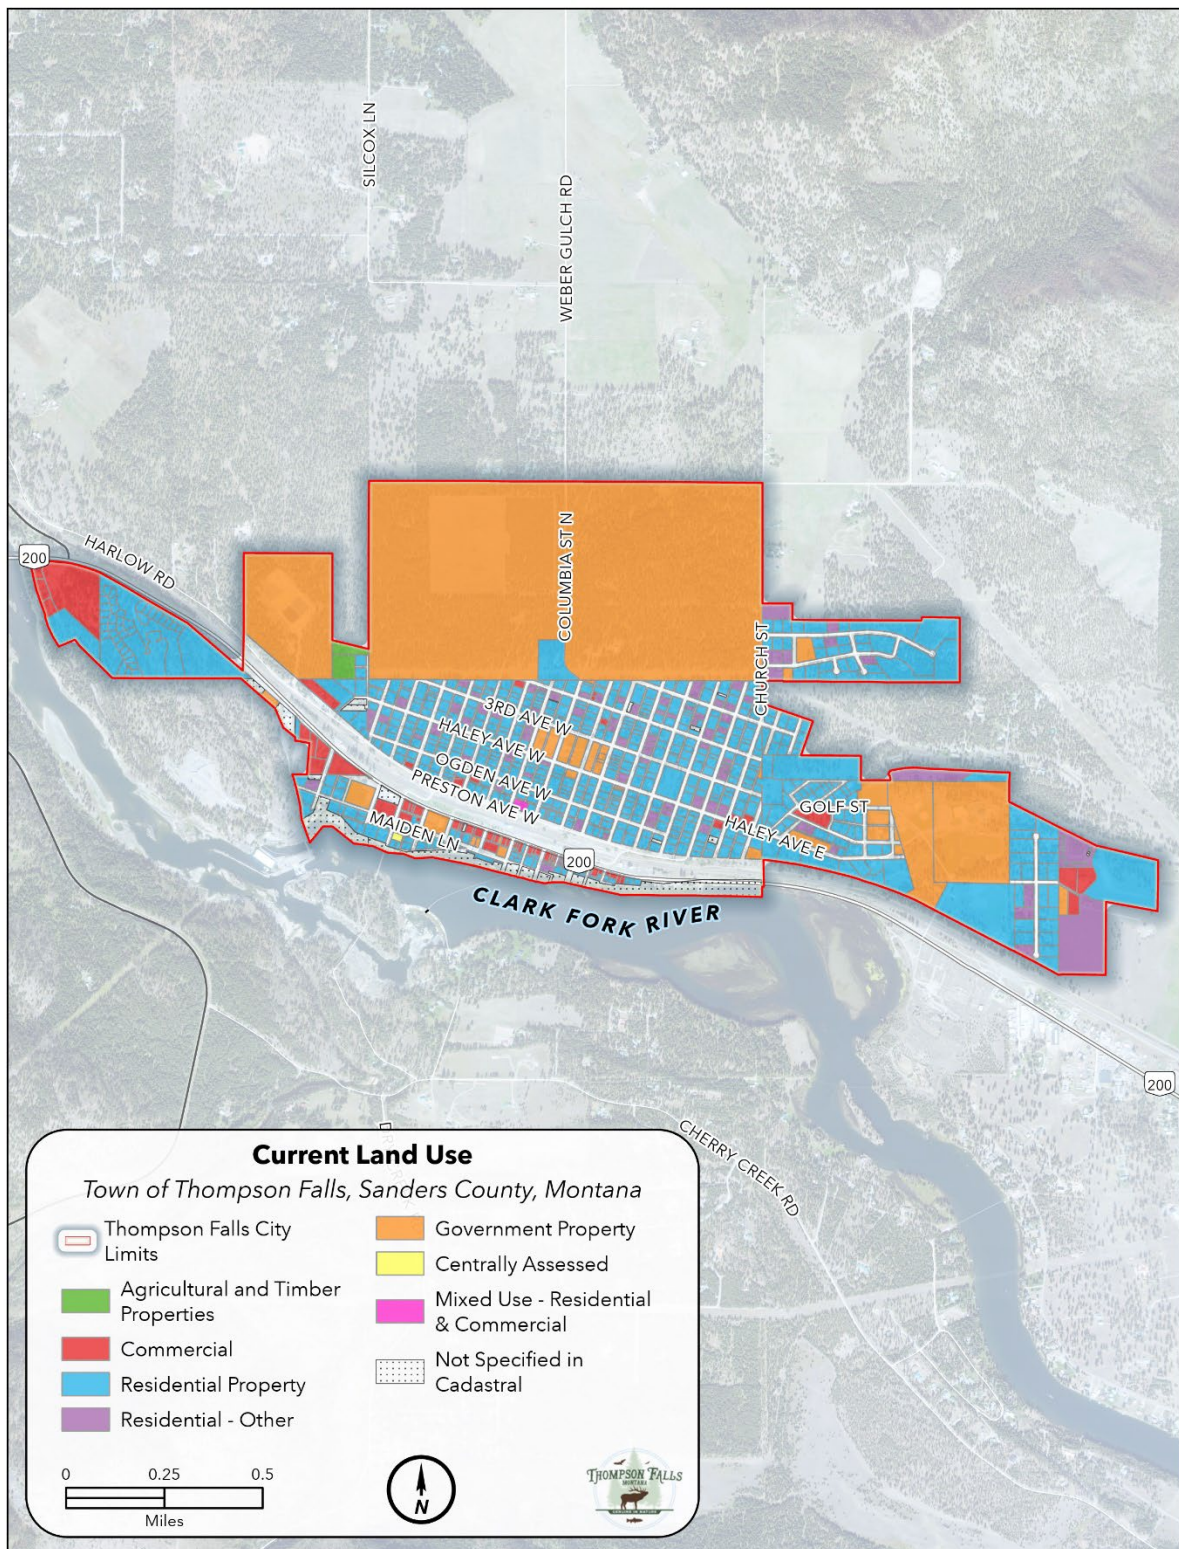 SILCOX LN
WEBER GULCH RD
COLUMBIA ST N
HARLOW RD
200
CHURCH ST
3RD AVE W
HALEY AVE W
OGDEN AVE W
PRESTON AVE W
GOLF ST
HALEY AVE E
MAIDEN LN
200
CLARK FORK RIVER
200
CHERRY CREEK RD
Current Land Use
Town of Thompson Falls, Sanders County, Montana
Thompson Falls City
Limits
Agricultural and Timber
Properties
Commercial
Residential Property
Residential - Other
Government Property
Centrally Assessed
Mixed Use - Residential
& Commercial
Not Specified in
Cadastral
0 0.25 0.5
Miles
N
THOMPSON FALLS
MONTANA